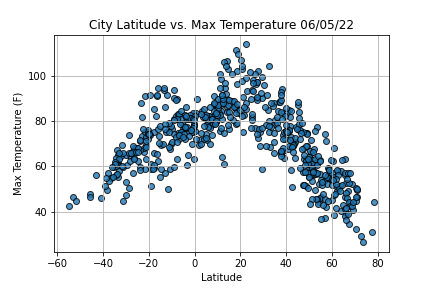 City Latitude vs. Max Temperature 06/05/22
Max Temperature (F)
100
80
60
40
−60 −40 −20 0 20 40 60 80
Latitude